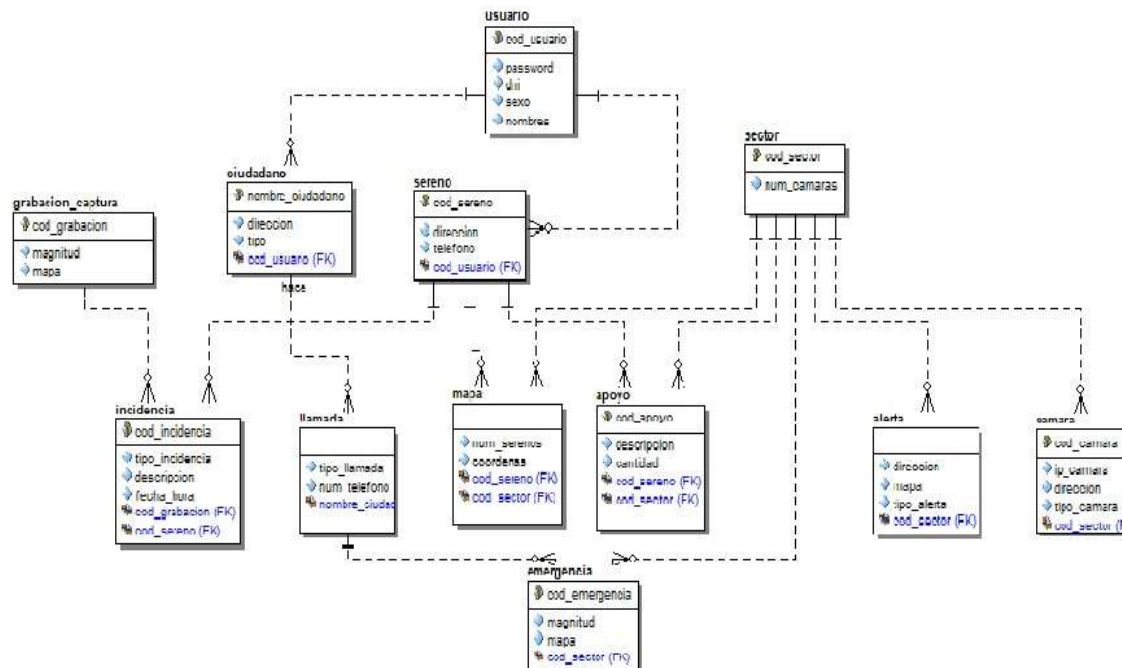 usuario
cod_usuario
password
dni
sexo
nombres
sector
cod_sector
num_camaras
ciudadano
nombre_ciudadano
direccion
tipo
cod_usuaro (FK)
hace
sereno
cod_sereno
direccion
telefono
cod_usuario (FK)
grabacion_captura
cod_grabacion
magnitud
mapa
incidencia
cod_incidencia
tipo_incidencia
descripcion
fecha_hora
cod_grabacion (FK)
cod_sereno (FK)
llamada
tipo_llamada
num_telefono
nombre_ciudad
mapa
num_serenos
coordenas
cod_sereno (FK)
cod_sector (FK)
apoyo
cod_apoyo
descripcion
cantidad
cod_sereno (FK)
cod_sector (FK)
alerta
direccion
mapa
tipo_alerta
cod_sector (FK)
camara
cod_camara
ip_camara
direccion
tipo_camara
cod_sector (F
emergencia
cod_emergencia
magnitud
mapa
cod_sector (FK)